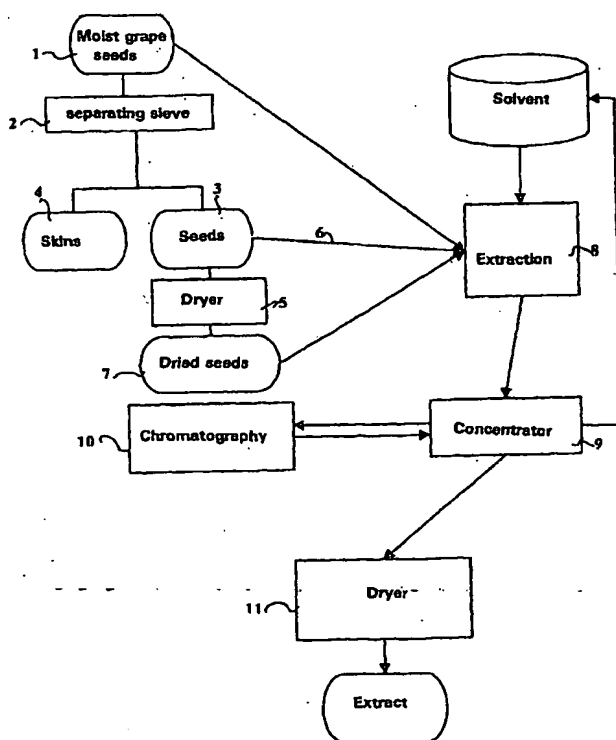 Moist grape
seeds
1
2
separating sieve
Solvent
4
3
Skins
Seeds
6
Extraction
8
Dryer
5
7
Dried seeds
10
Chromatography
Concentrator
9
11
Dryer
Extract